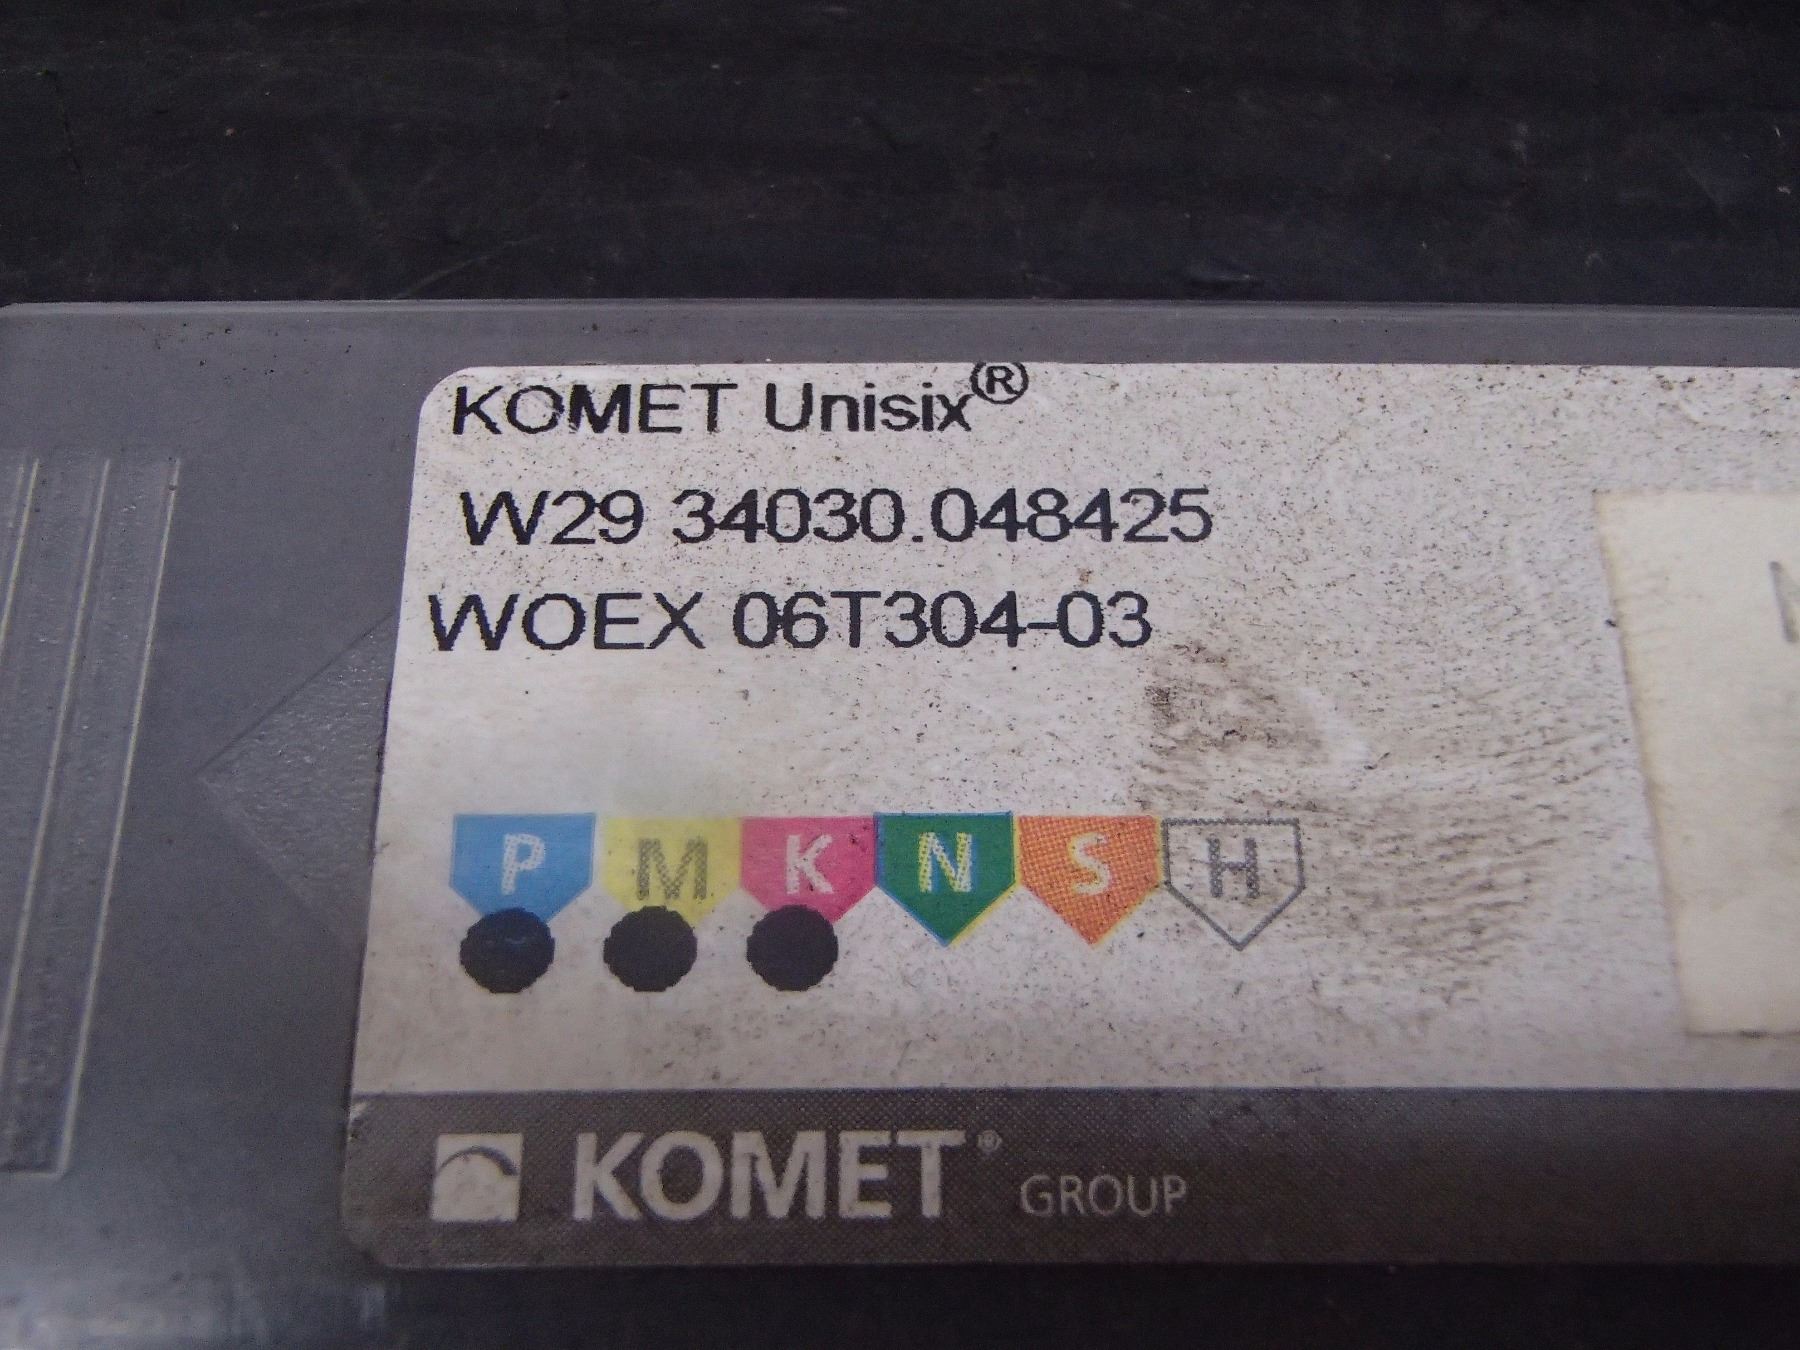 KOMET Unisix®
W29 34030.048425
WOEX 06T304-03
P M K N S H
KOMET® GROUP